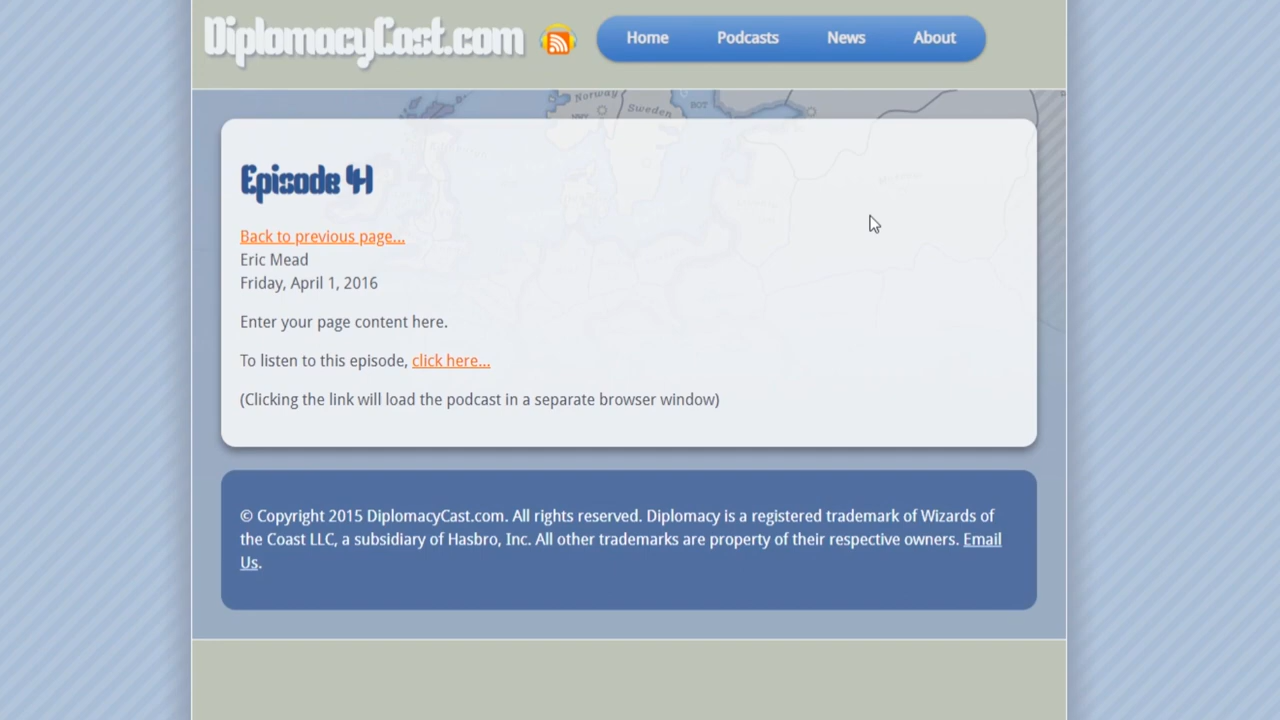 DiplomacyCast.com
Home Podcasts News About
Norway
Sweden
BOT
Episode 41
Back to previous page...
Eric Mead
Friday, April 1, 2016
Enter your page content here.
To listen to this episode, click here...
(Clicking the link will load the podcast in a separate browser window)
© Copyright 2015 DiplomacyCast.com. All rights reserved. Diplomacy is a registered trademark of Wizards of
the Coast LLC, a subsidiary of Hasbro, Inc. All other trademarks are property of their respective owners. Email
Us.